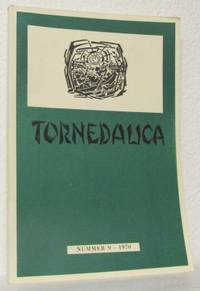 TORNEDALICA
NUMMER 9 - 1970